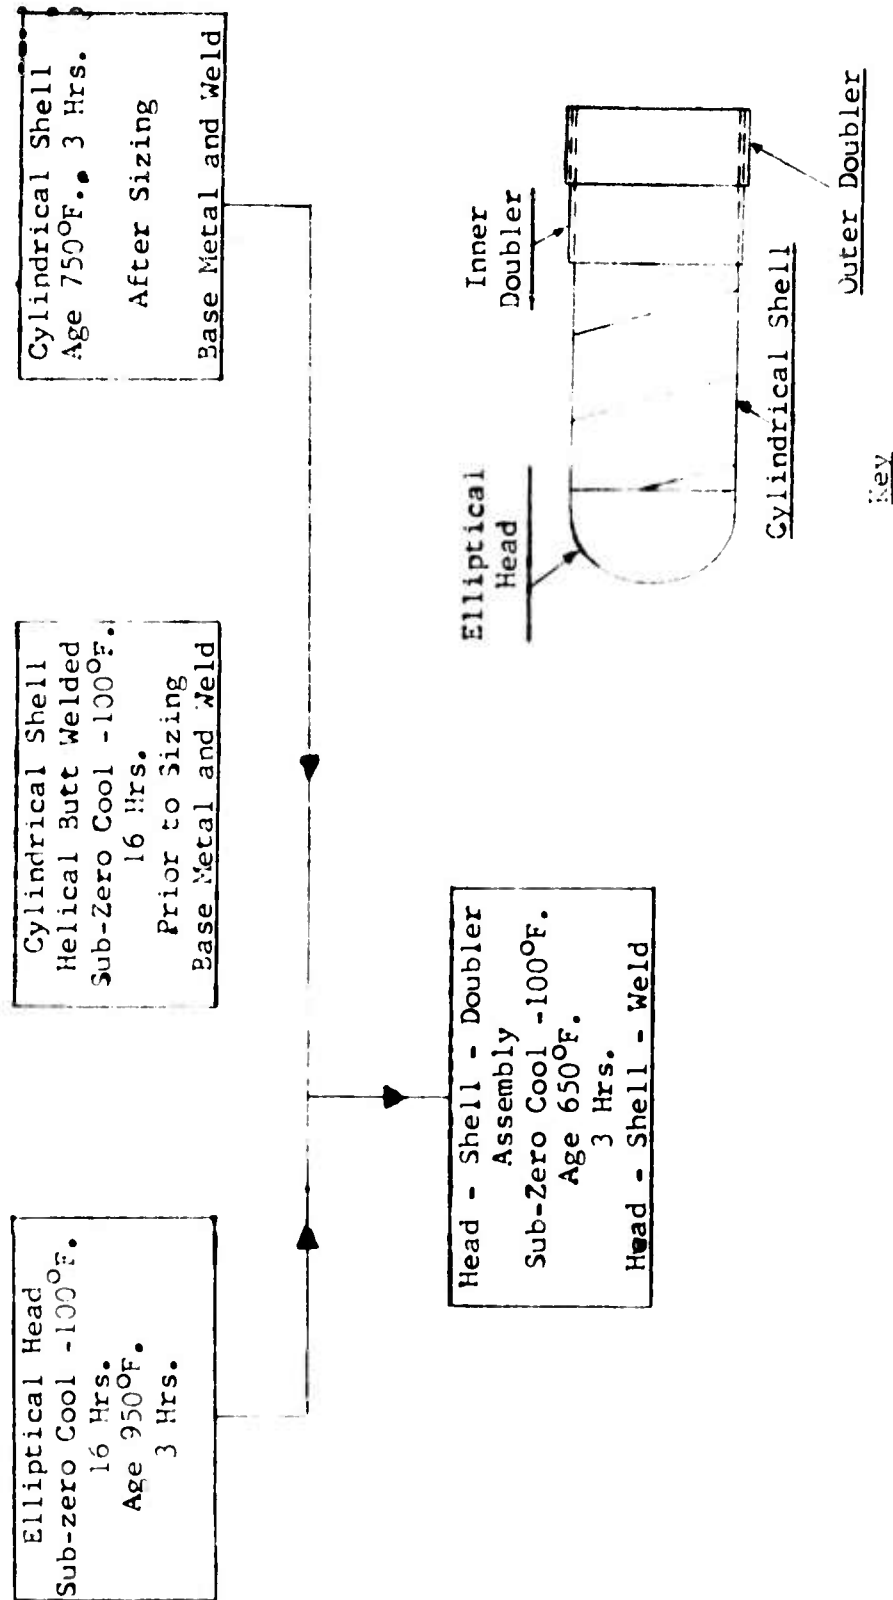 Elliptical Head
Sub-zero Cool -100°F.
16 Hrs.
Age 950°F.
3 Hrs.
Cylindrical Shell
Helical Butt Welded
Sub-Zero Cool -100°F.
16 Hrs.
Prior to Sizing
Base Metal and Weld
Cylindrical Shell
Age 750°F., 3 Hrs.
After Sizing
Base Metal and Weld
Head - Shell - Doubler
Assembly
Sub-Zero Cool -100°F.
Age 650°F.
3 Hrs.
Head - Shell - Weld
Elliptical
Head
Inner
Doubler
Cylindrical Shell
Outer Doubler
Key